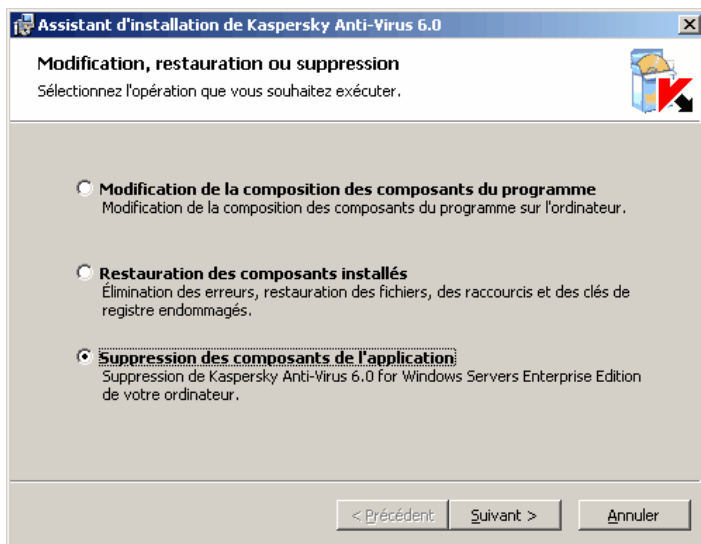 Assistant d'installation de Kaspersky Anti-Virus 6.0
Modification, restauration ou suppression
Sélectionnez l'opération que vous souhaitez exécuter.
Modification de la composition des composants du programme
Modification de la composition des composants du programme sur l'ordinateur.
Restauration des composants installés
Élimination des erreurs, restauration des fichiers, des raccourcis et des clés de
registre endommagés.
Suppression des composants de l'application
Suppression de Kaspersky Anti-Virus 6.0 for Windows Servers Enterprise Edition
de votre ordinateur.
< Précédent
Suivant >
Annuler